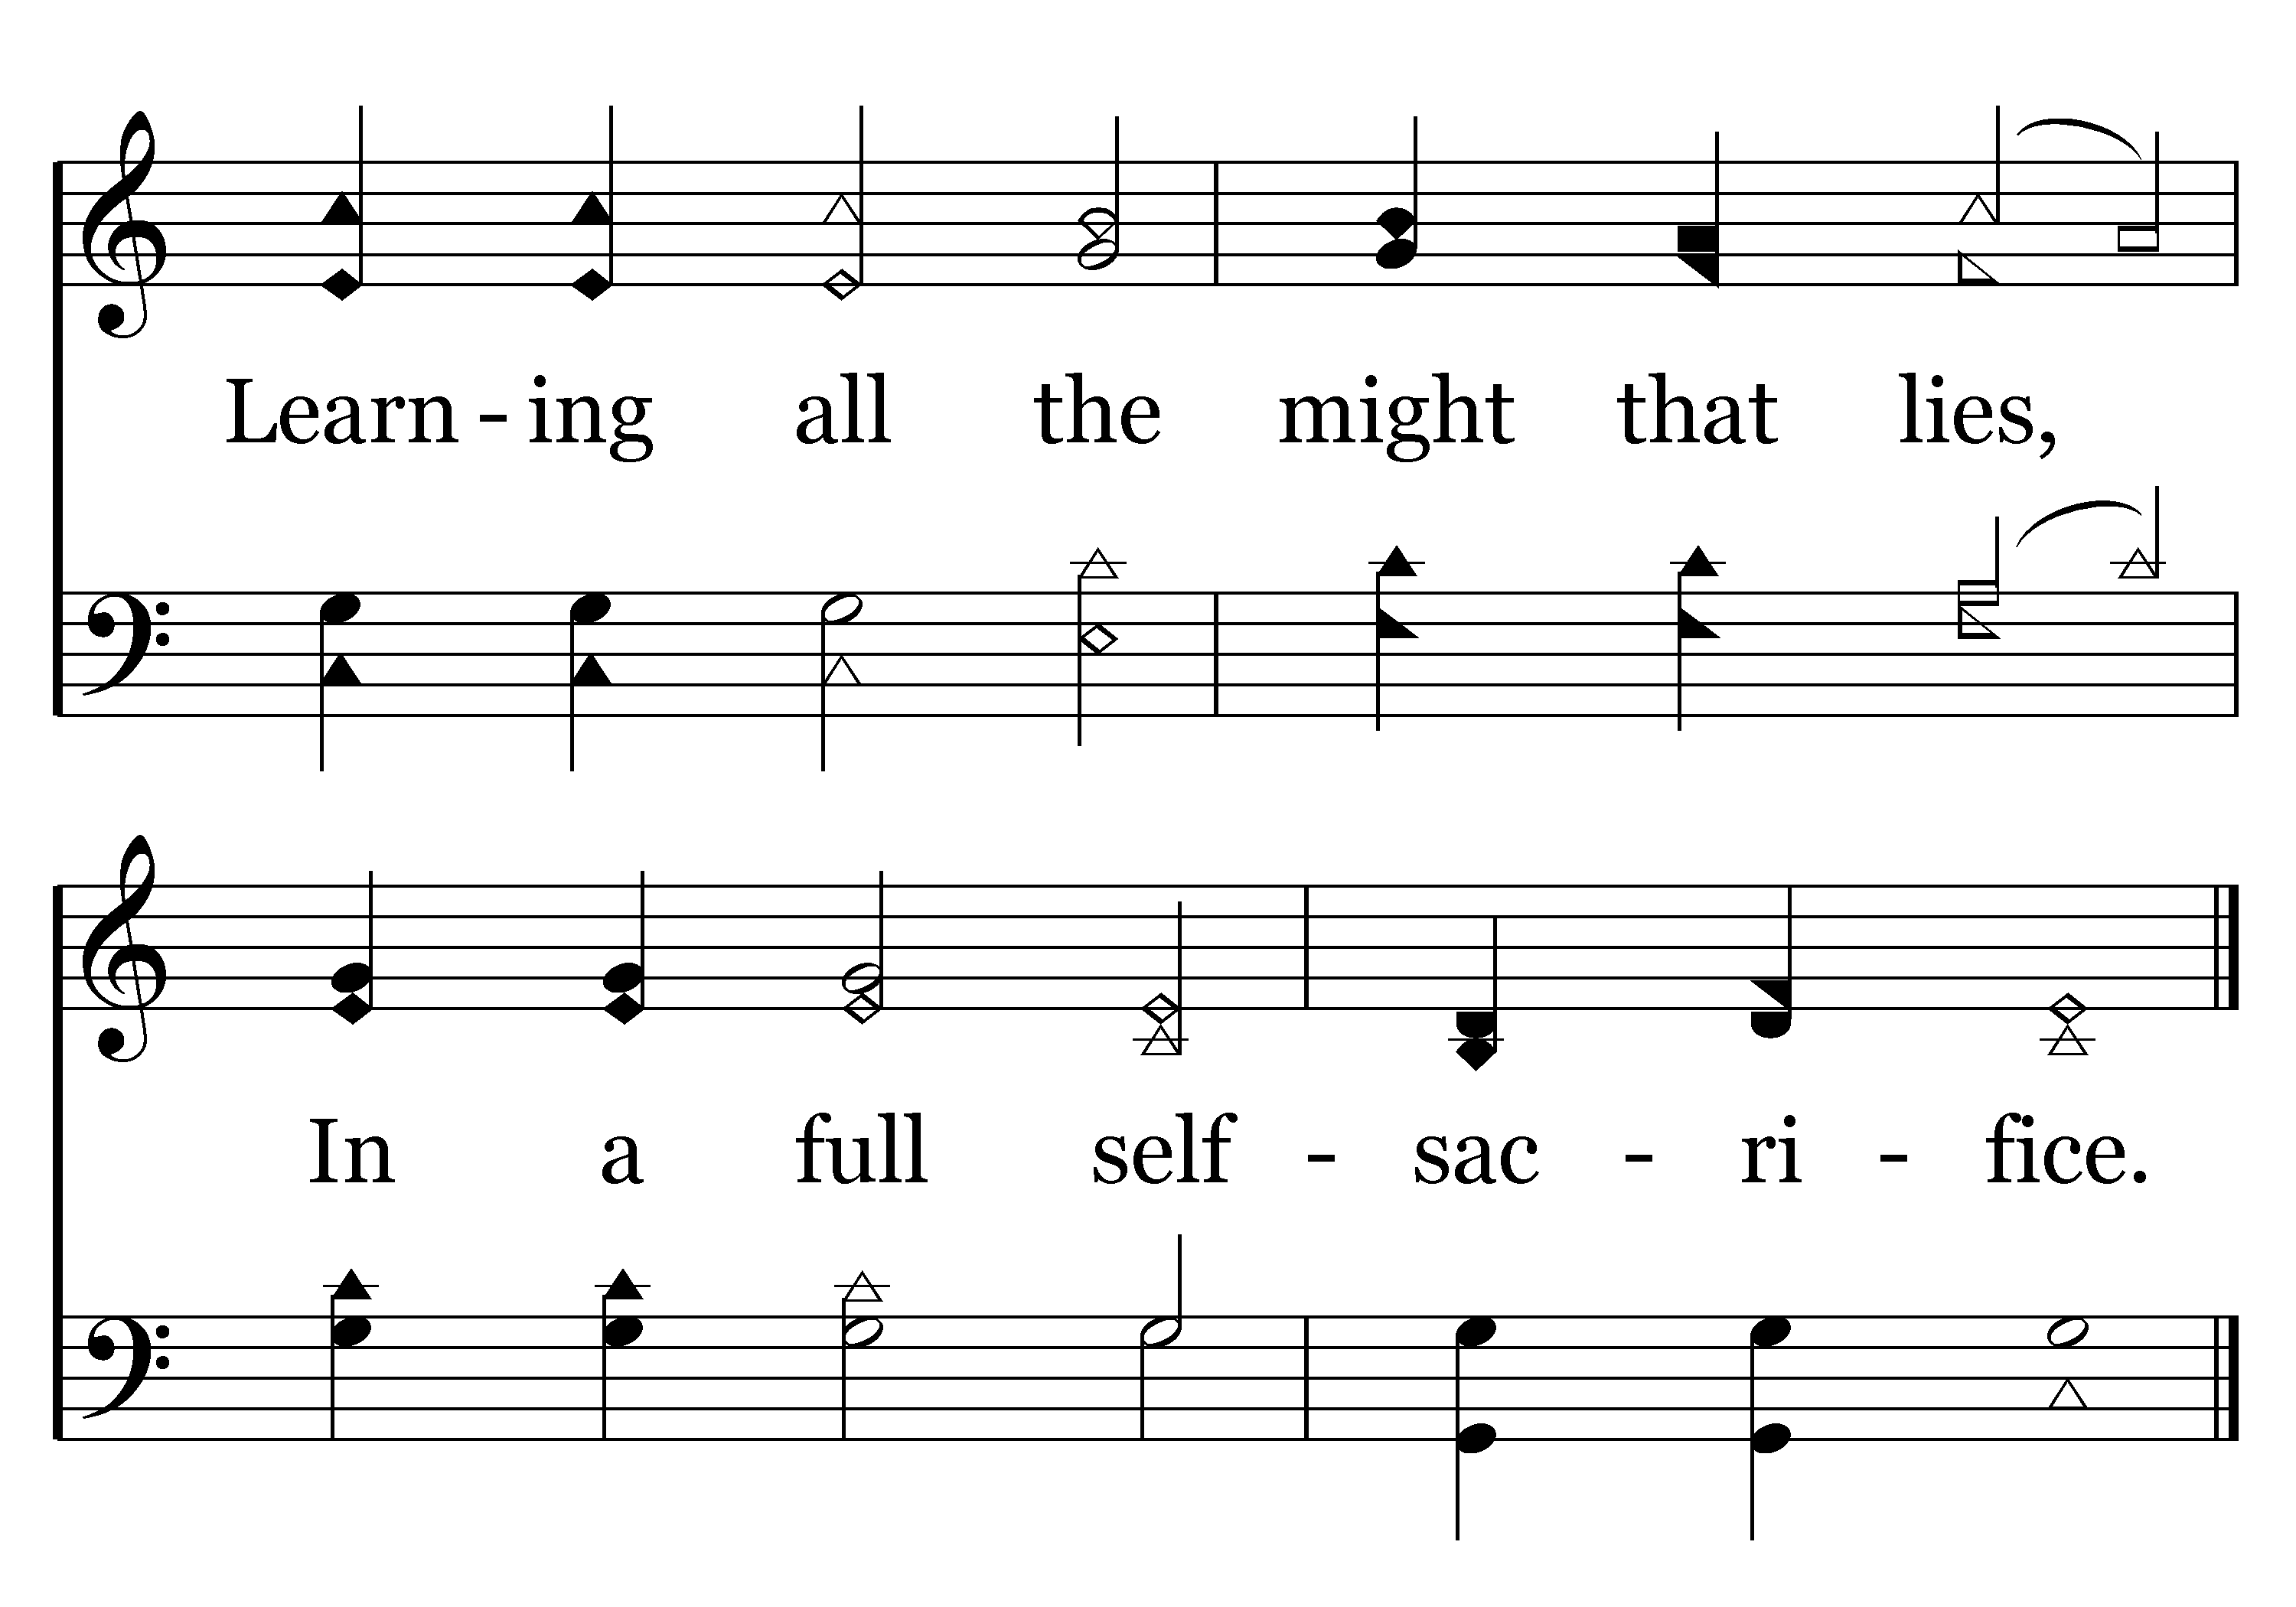 Learn - ing all the might that lies,
In a full self - sac - ri - fice.